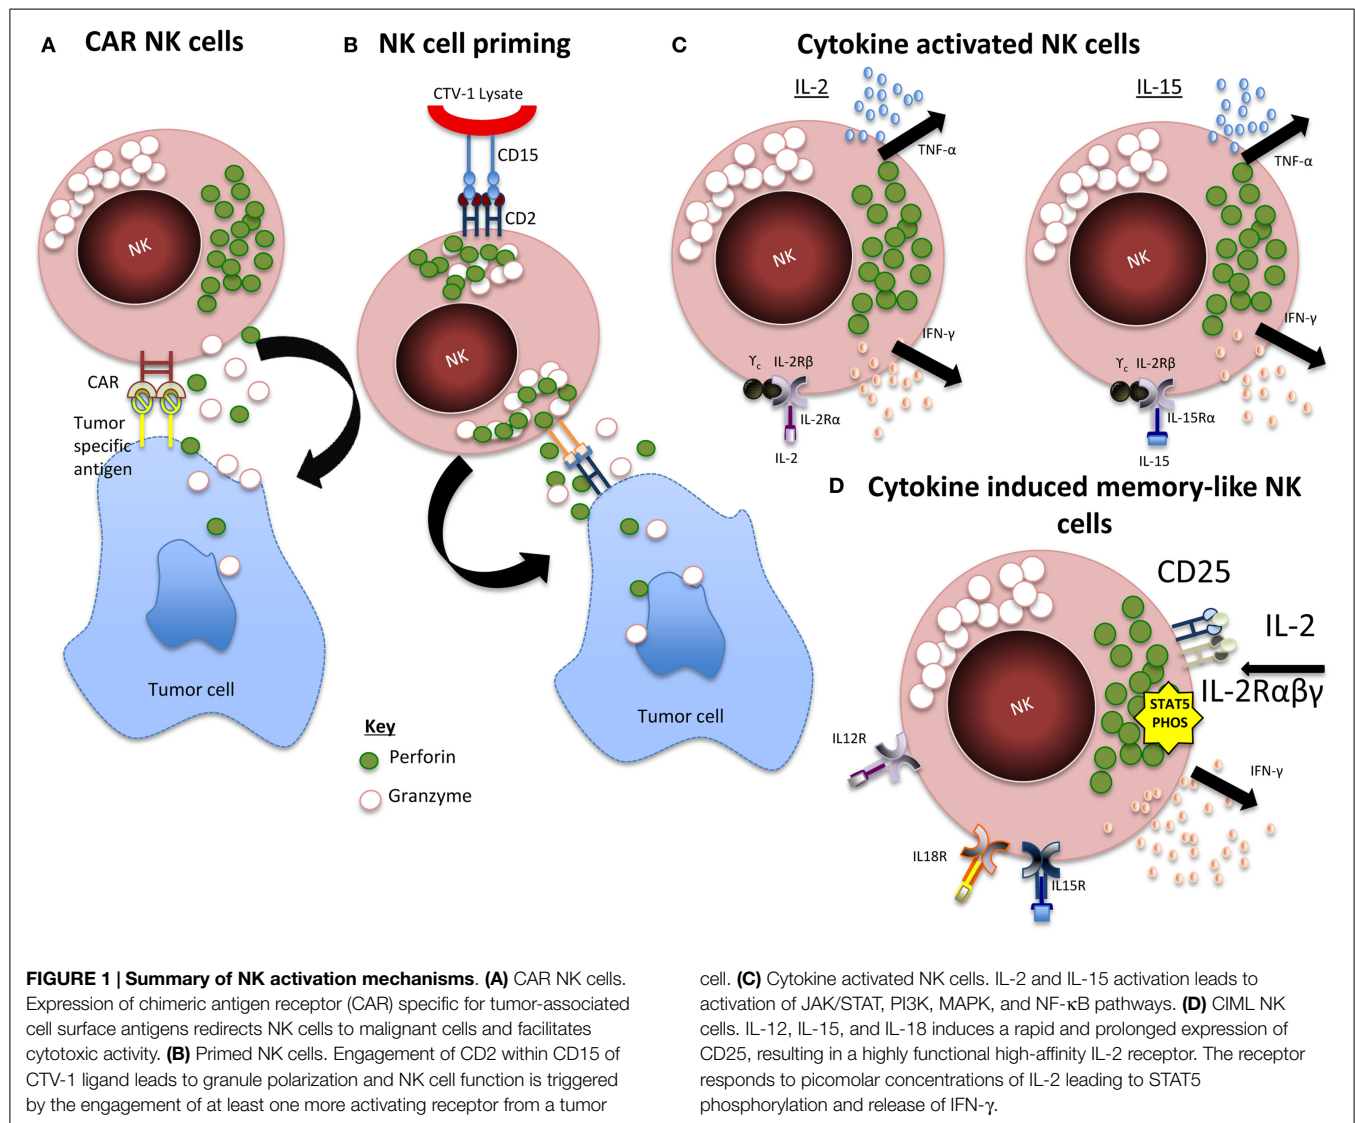 A CAR NK cells
NK
CAR
Tumor
specific
antigen
Tumor cell
B NK cell priming
CTV-1 Lysate
CD15
CD2
NK
Tumor cell
Key
Perforin
Granzyme
C Cytokine activated NK cells
IL-2
TNF-α
NK
IFN-γ
ϒc IL-2Rβ
IL-2Rα
IL-2
IL-15
TNF-α
NK
IFN-γ
ϒc IL-2Rβ
IL-15Rα
IL-15
D Cytokine induced memory-like NK
cells
CD25
IL-2
IL-2Rαβγ
NK
STAT5
PHOS
IL12R
IFN-γ
IL18R
IL15R
FIGURE 1 | Summary of NK activation mechanisms. (A) CAR NK cells.
Expression of chimeric antigen receptor (CAR) specific for tumor-associated
cell surface antigens redirects NK cells to malignant cells and facilitates
cytotoxic activity. (B) Primed NK cells. Engagement of CD2 within CD15 of
CTV-1 ligand leads to granule polarization and NK cell function is triggered
by the engagement of at least one more activating receptor from a tumor
cell. (C) Cytokine activated NK cells. IL-2 and IL-15 activation leads to
activation of JAK/STAT, PI3K, MAPK, and NF-κB pathways. (D) CIML NK
cells. IL-12, IL-15, and IL-18 induces a rapid and prolonged expression of
CD25, resulting in a highly functional high-affinity IL-2 receptor. The receptor
responds to picomolar concentrations of IL-2 leading to STAT5
phosphorylation and release of IFN-γ.